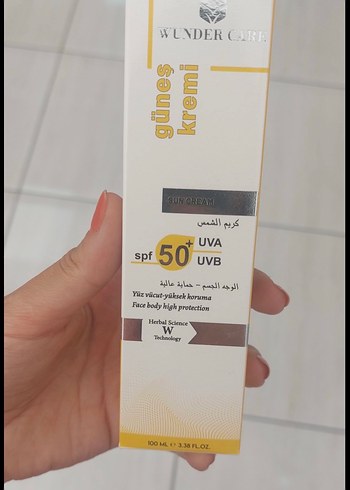 WUNDER CARE
güneş
kremi
SUN CREAM
كريم الشمس
spf 50+ UVA
UVB
الوجه الجسم - حماية عالية
Yüz vücut-yüksek koruma
Face body high protection
Herbal Science
W
Technology
100 ML e 3.38 FL.OZ.